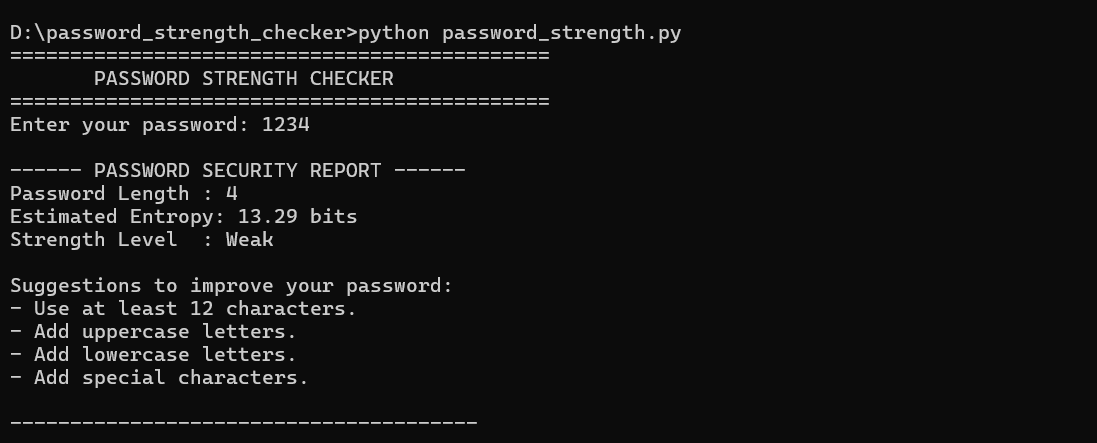 D:\password_strength_checker>python password_strength.py
=============================================
       PASSWORD STRENGTH CHECKER
=============================================
Enter your password: 1234

------ PASSWORD SECURITY REPORT ------
Password Length : 4
Estimated Entropy: 13.29 bits
Strength Level  : Weak

Suggestions to improve your password:
- Use at least 12 characters.
- Add uppercase letters.
- Add lowercase letters.
- Add special characters.

---------------------------------------